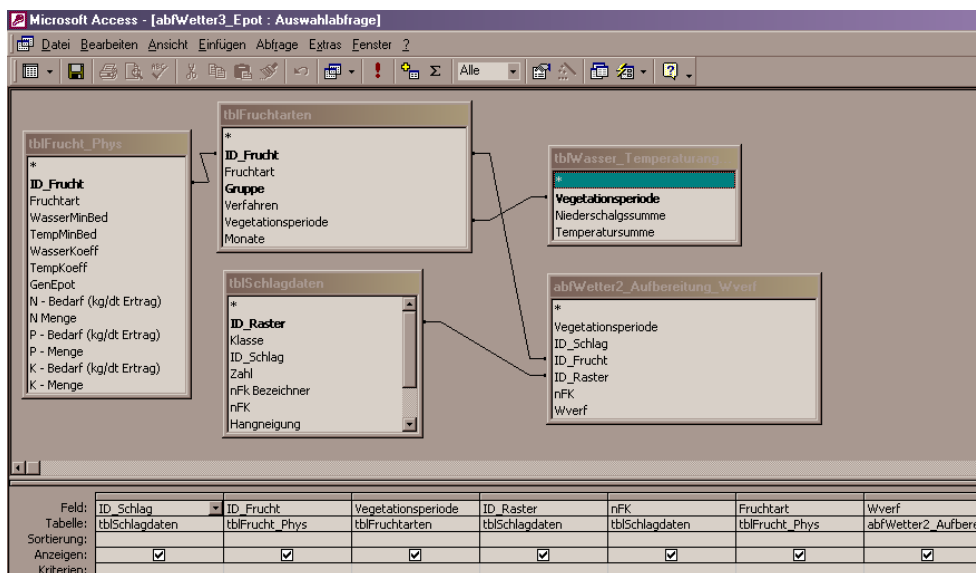 Microsoft Access - [abfWetter3_Epot : Auswahlabfrage]
Datei Bearbeiten Ansicht Einfügen Abfrage Extras Fenster ?
Alle
tblFrucht_Phys
*
ID_Frucht
Fruchtart
WasserMinBed
TempMinBed
WasserKoeff
TempKoeff
GenEpot
N - Bedarf (kg/dt Ertrag)
N Menge
P - Bedarf (kg/dt Ertrag)
P - Menge
K - Bedarf (kg/dt Ertrag)
K - Menge
tblFruchtarten
*
ID_Frucht
Fruchtart
Gruppe
Verfahren
Vegetationsperiode
Monate
tblSchlagdaten
*
ID_Raster
Klasse
ID_Schlag
Zahl
nFk Bezeichner
nFK
Hangneigung
tblWasser_Temperaturang...
*
Vegetationsperiode
Niederschalgssumme
Temperatursumme
abfWetter2_Aufbereitung_Wverf
*
Vegetationsperiode
ID_Schlag
ID_Frucht
ID_Raster
nFK
Wverf
Feld: ID_Schlag ID_Frucht Vegetationsperiode ID_Raster nFK Fruchtart Wverf
Tabelle: tblSchlagdaten tblFrucht_Phys tblFruchtarten tblSchlagdaten tblSchlagdaten tblFrucht_Phys abfWetter2_Aufbere
Sortierung:
Anzeigen:
Kriterien: